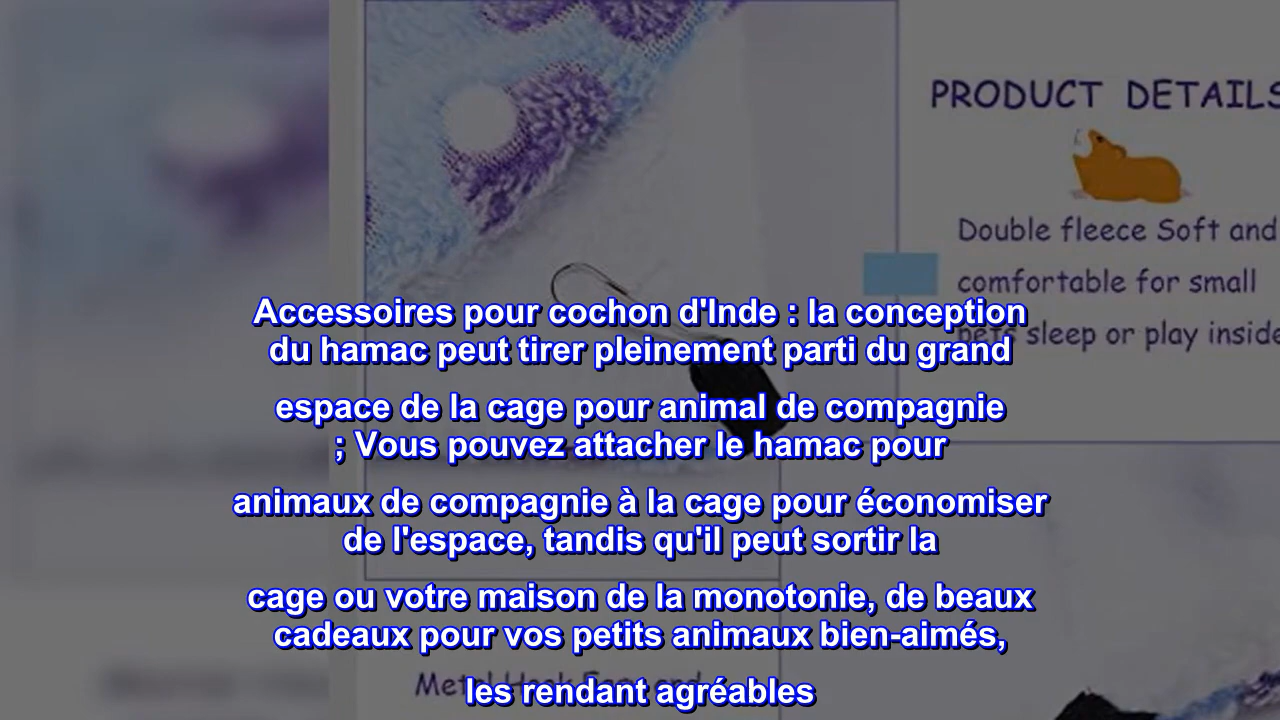 PRODUCT DETAILS
Double fleece Soft and
comfortable for small
pets sleep or play inside
Accessoires pour cochon d'Inde : la conception
du hamac peut tirer pleinement parti du grand
espace de la cage pour animal de compagnie
; Vous pouvez attacher le hamac pour
animaux de compagnie à la cage pour économiser
de l'espace, tandis qu'il peut sortir la
cage ou votre maison de la monotonie, de beaux
cadeaux pour vos petits animaux bien-aimés,
Metal Hook
les rendant agréables